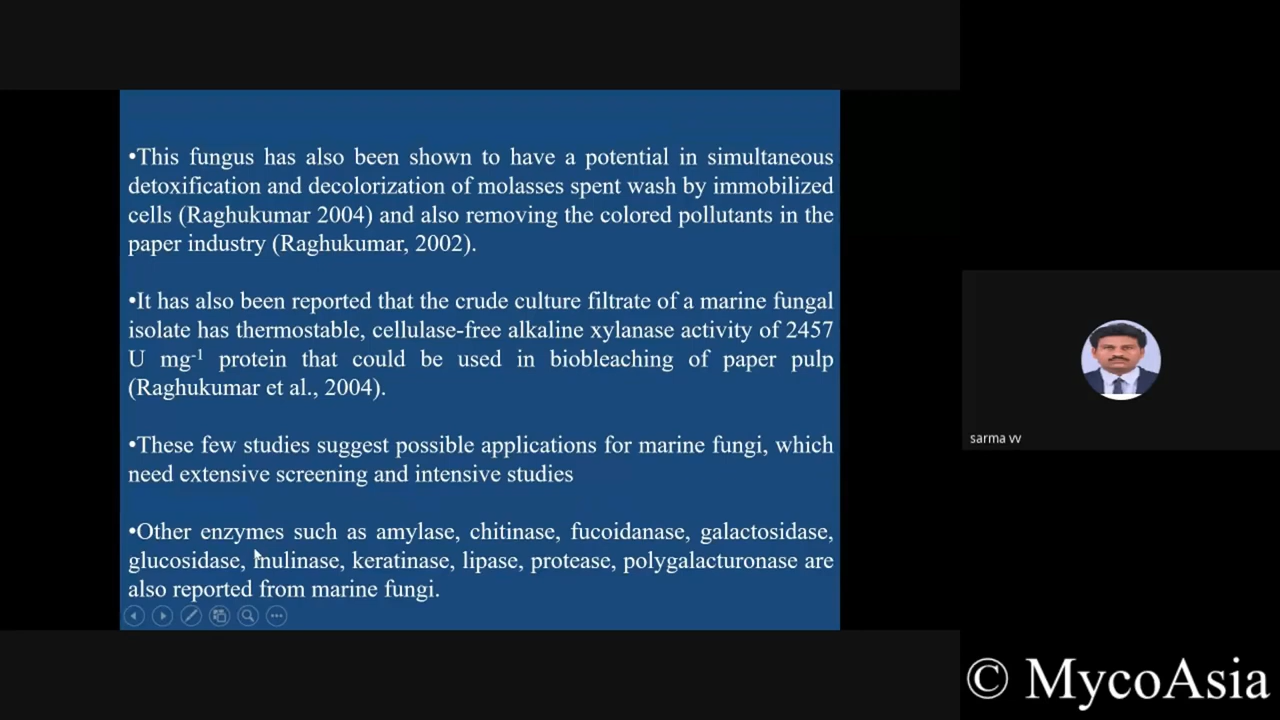 •This fungus has also been shown to have a potential in simultaneous
detoxification and decolorization of molasses spent wash by immobilized
cells (Raghukumar 2004) and also removing the colored pollutants in the
paper industry (Raghukumar, 2002).
•It has also been reported that the crude culture filtrate of a marine fungal
isolate has thermostable, cellulase-free alkaline xylanase activity of 2457
U mg-1 protein that could be used in biobleaching of paper pulp
(Raghukumar et al., 2004).
•These few studies suggest possible applications for marine fungi, which
need extensive screening and intensive studies
•Other enzymes such as amylase, chitinase, fucoidanase, galactosidase,
glucosidase, keratinase, lipase, protease, polygalacturonase are
also reported from marine fungi.
sarma vv
© MycoAsia